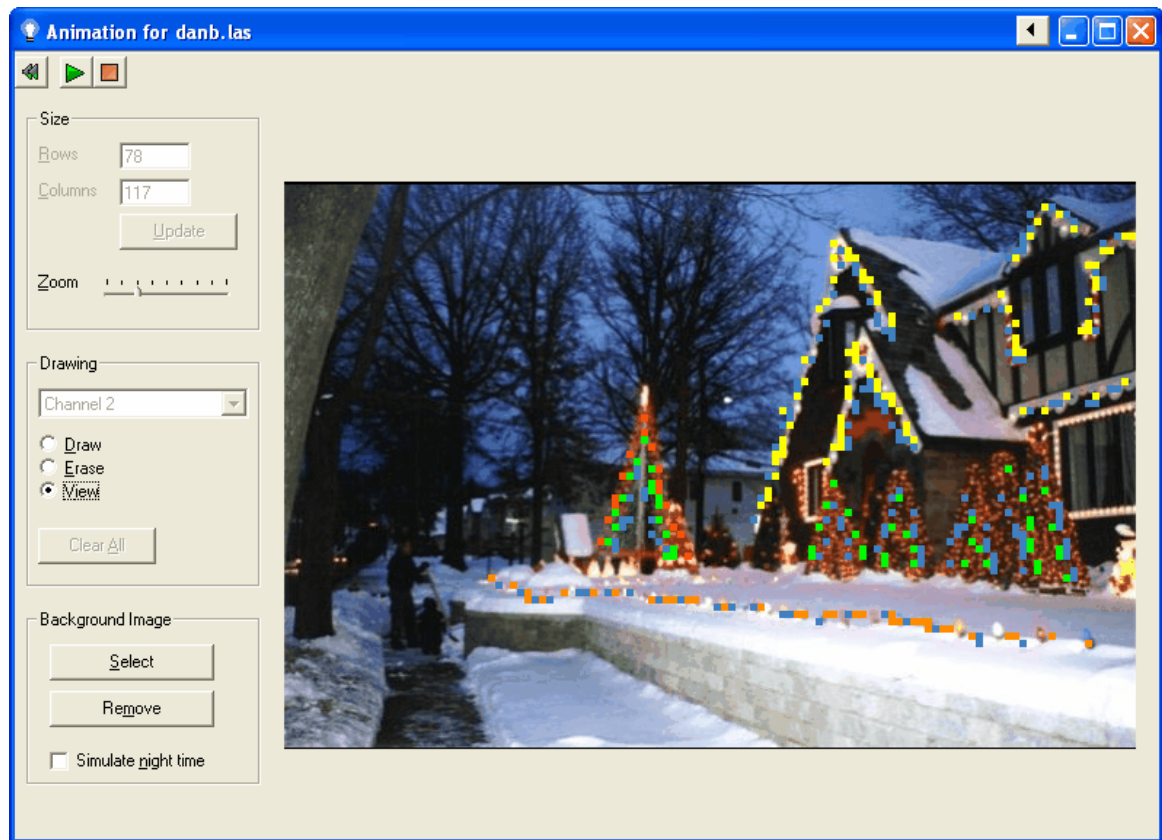 Animation for danb.las
Size
Rows 78
Columns 117
Update
Zoom
Drawing
Channel 2
Draw
Erase
View
Clear All
Background Image
Select
Remove
Simulate night time